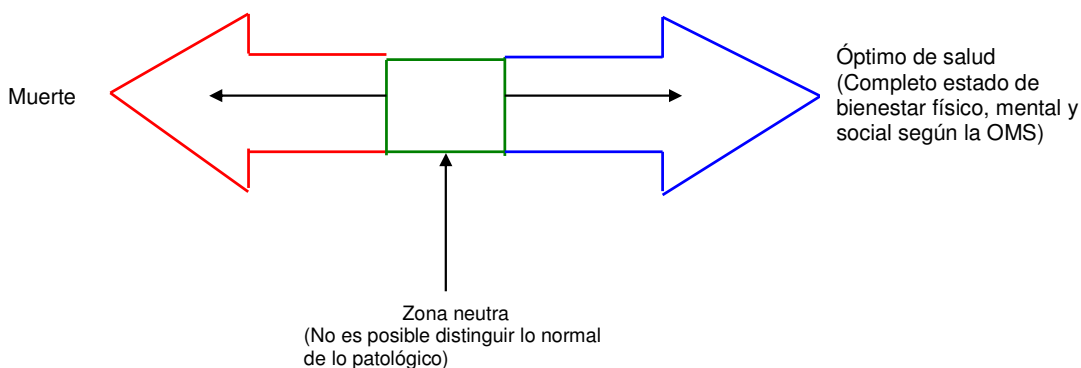 Muerte
Óptimo de salud
(Completo estado de
bienestar físico, mental y
social según la OMS)
Zona neutra
(No es posible distinguir lo normal
de lo patológico)